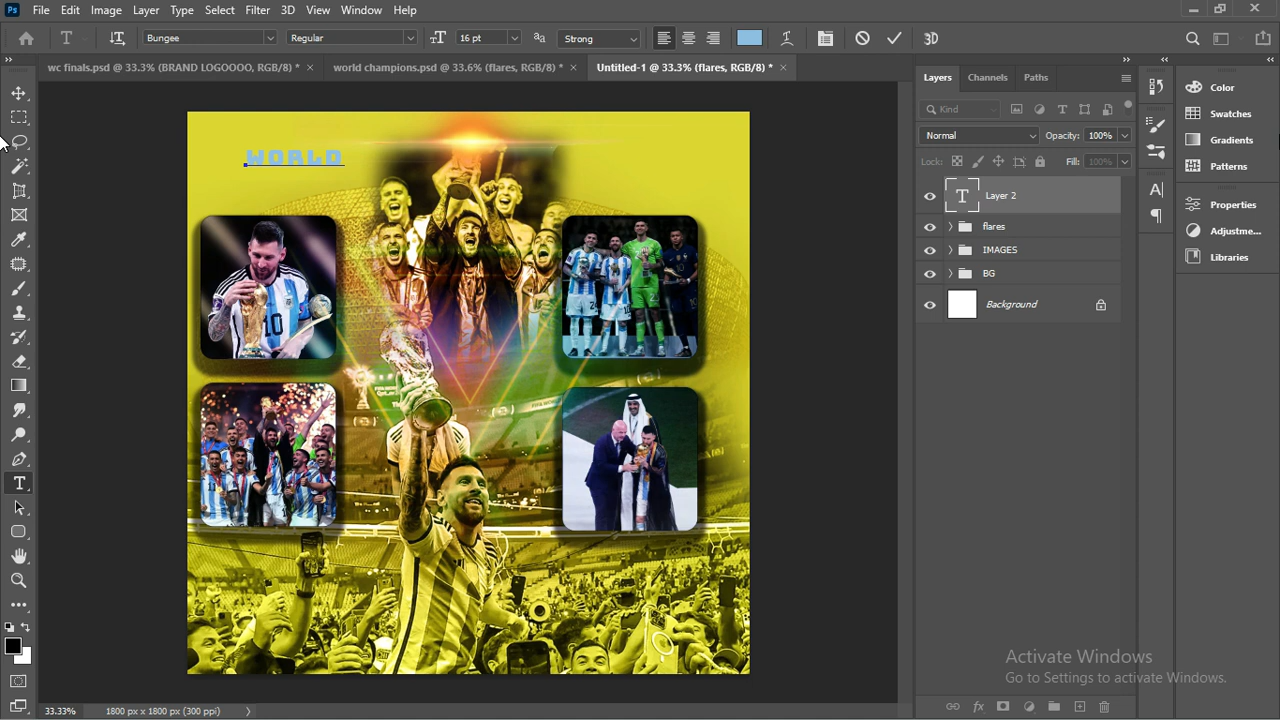 File Edit Image Layer Type Select Filter 3D View Window Help
Bungee Regular 16 pt Strong 3D
wc finals.psd @ 33.3% (BRAND LOGOOOO, RGB/8) * world champions.psd @ 33.6% (flares, RGB/8) * Untitled-1 @ 33.3% (flares, RGB/8) *
Layers Channels Paths
Kind
Normal Opacity: 100%
Lock: Fill: 100%
Layer 2
flares
IMAGES
BG
Background
Color
Swatches
Gradients
Patterns
Properties
Adjustme...
Libraries
WORLD
10
Activate Windows
Go to Settings to activate Windows.
33.33% 1800 px x 1800 px (300 ppi)